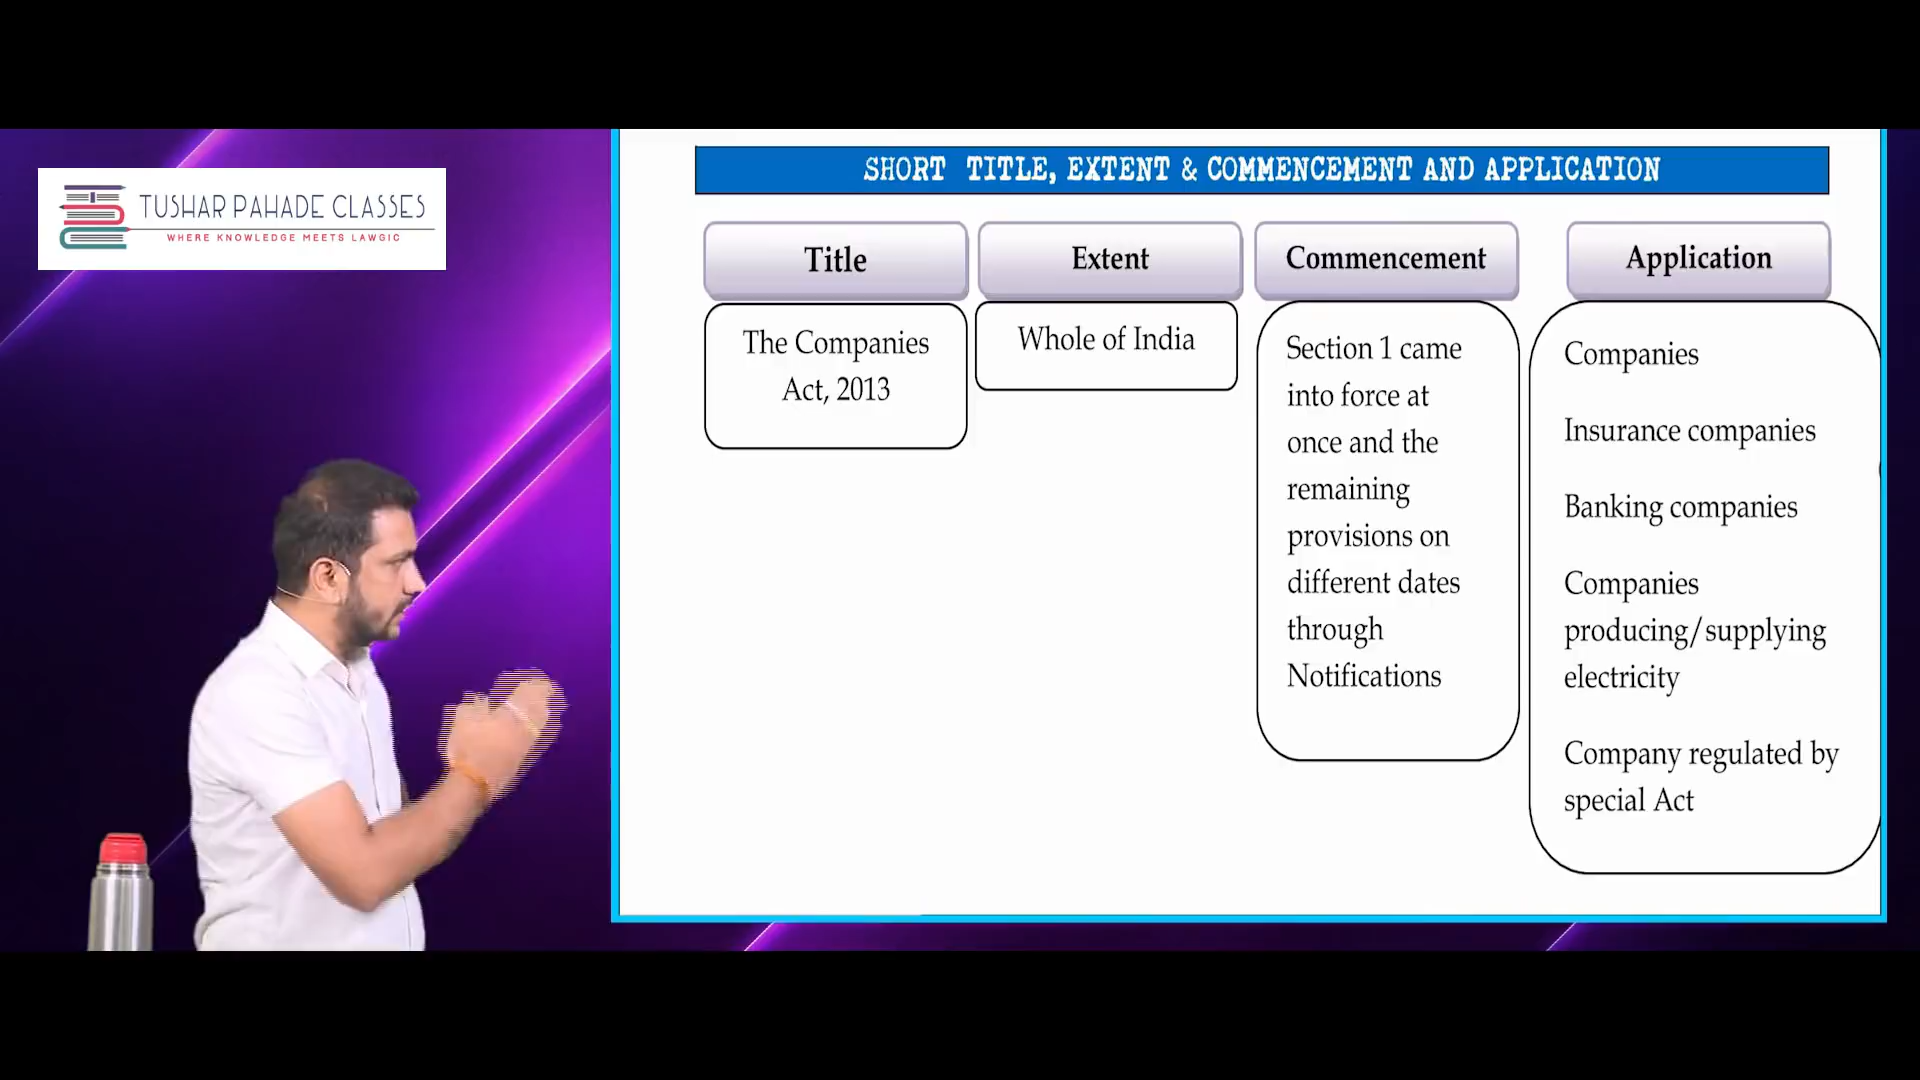 TUSHAR PAHADE CLASSES
WHERE KNOWLEDGE MEETS LAWGIC
SHORT TITLE, EXTENT & COMMENCEMENT AND APPLICATION
Title
The Companies
Act, 2013
Extent
Whole of India
Commencement
Section 1 came
into force at
once and the
remaining
provisions on
different dates
through
Notifications
Application
Companies
Insurance companies
Banking companies
Companies
producing/supplying
electricity
Company regulated by
special Act